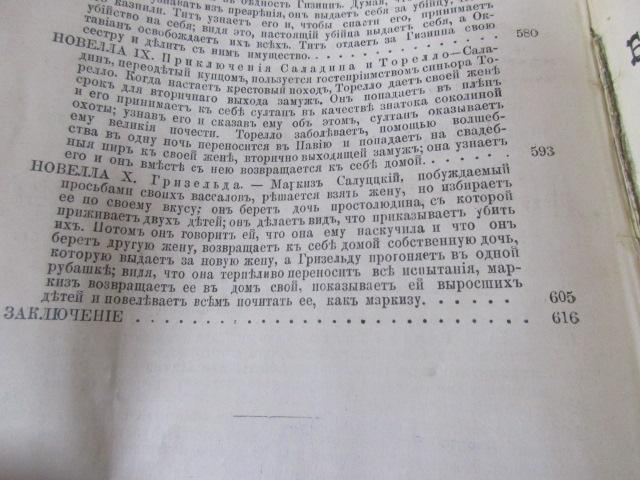 узнавать изъ презрѣнія, онъ выдаетъ себя за убійцу,
казнили. Титъ узнаетъ его и, чтобы спасти его, принимаетъ
убійство на себя; видя это, настоящій убійца выдаетъ себя, а Ок-
тавіанъ освобождаетъ ихъ всѣхъ. Титъ отдаетъ за Гизиппа свою
сестру и дѣлитъ съ нимъ имущество. 580
НОВЕЛЛА IX. Приключенія Саладина и Торелло—Сала-
динъ, переодѣтый купцомъ, пользуется гостепріимствомъ синьора То-
релло. Когда настаетъ крестовый походъ, Торелло даетъ своей женѣ
срокъ для вторичнаго выхода замужъ. Онъ попадаетъ въ плѣнъ
и его принимаетъ къ себѣ султанъ въ качествѣ знатока соколиной
охоты; узнавъ его и сказавъ ему объ этомъ, султанъ оказываетъ
ему великія почести. Торелло заболѣваетъ, помощью волшеб-
ства въ одну ночь переносится въ Павію и попадаетъ на свадеб-
ный пиръ къ своей женѣ, вторично выходящей замужъ; она узнаетъ
его и онъ вмѣстѣ съ нею возвращается къ себѣ домой. 593
НОВЕЛЛА X. Гризельда. — Маркизъ Салуццкій, побуждаемый
просьбами своихъ вассаловъ, рѣшается взять жену, но избираетъ
ее по своему вкусу; онъ беретъ дочь простолюдина, съ которой
приживаетъ двухъ дѣтей; онъ дѣлаетъ видъ, что приказываетъ убить
ихъ. Потомъ онъ говоритъ ей, что она ему наскучила и что онъ
беретъ другую жену, возвращаетъ къ себѣ домой собственную дочь,
которую выдаетъ за новую жену, а Гризельду прогоняетъ въ одной
рубашкѣ; видя, что она терпѣливо переноситъ всѣ испытанія, мар-
кизъ возвращаетъ ее въ домъ свой, показываетъ ей выросшихъ
дѣтей и повелѣваетъ всѣмъ почитать ее, какъ маркизу. 605
ЗАКЛЮЧЕНІЕ 616